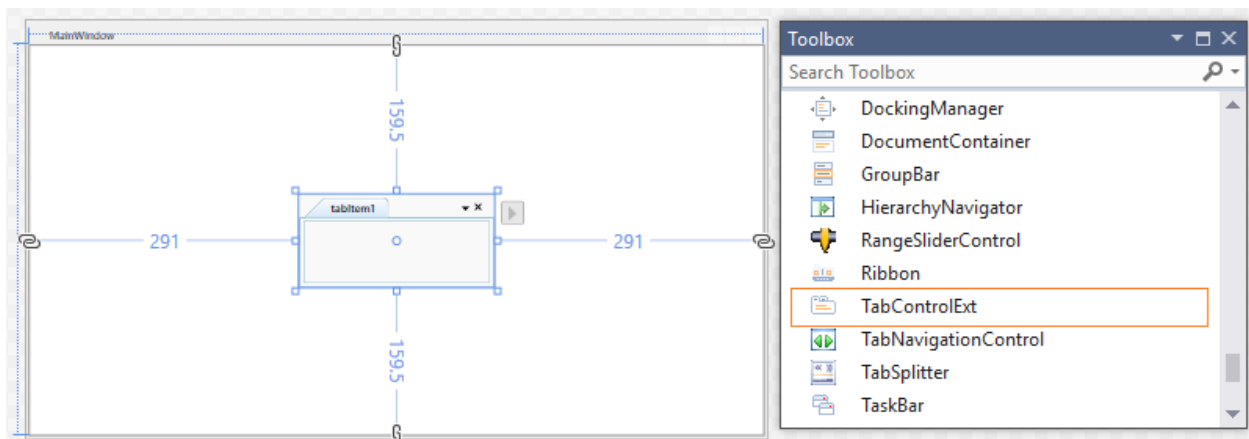 MainWindow
159.5
tabItem1
291
291
159.5
Toolbox
Search Toolbox
DockingManager
DocumentContainer
GroupBar
HierarchyNavigator
RangeSliderControl
Ribbon
TabControlExt
TabNavigationControl
TabSplitter
TaskBar